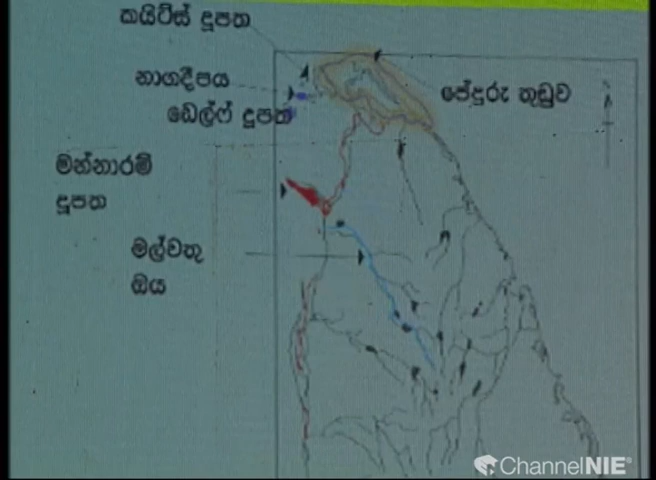 කයිට්ස් දූපත
නාගදීපය
ඩෙල්ෆ් දූපත
පේදුරු තුඩුව
මන්නාරම්
දූපත
මල්වතු
ඔය
ChannelNIE